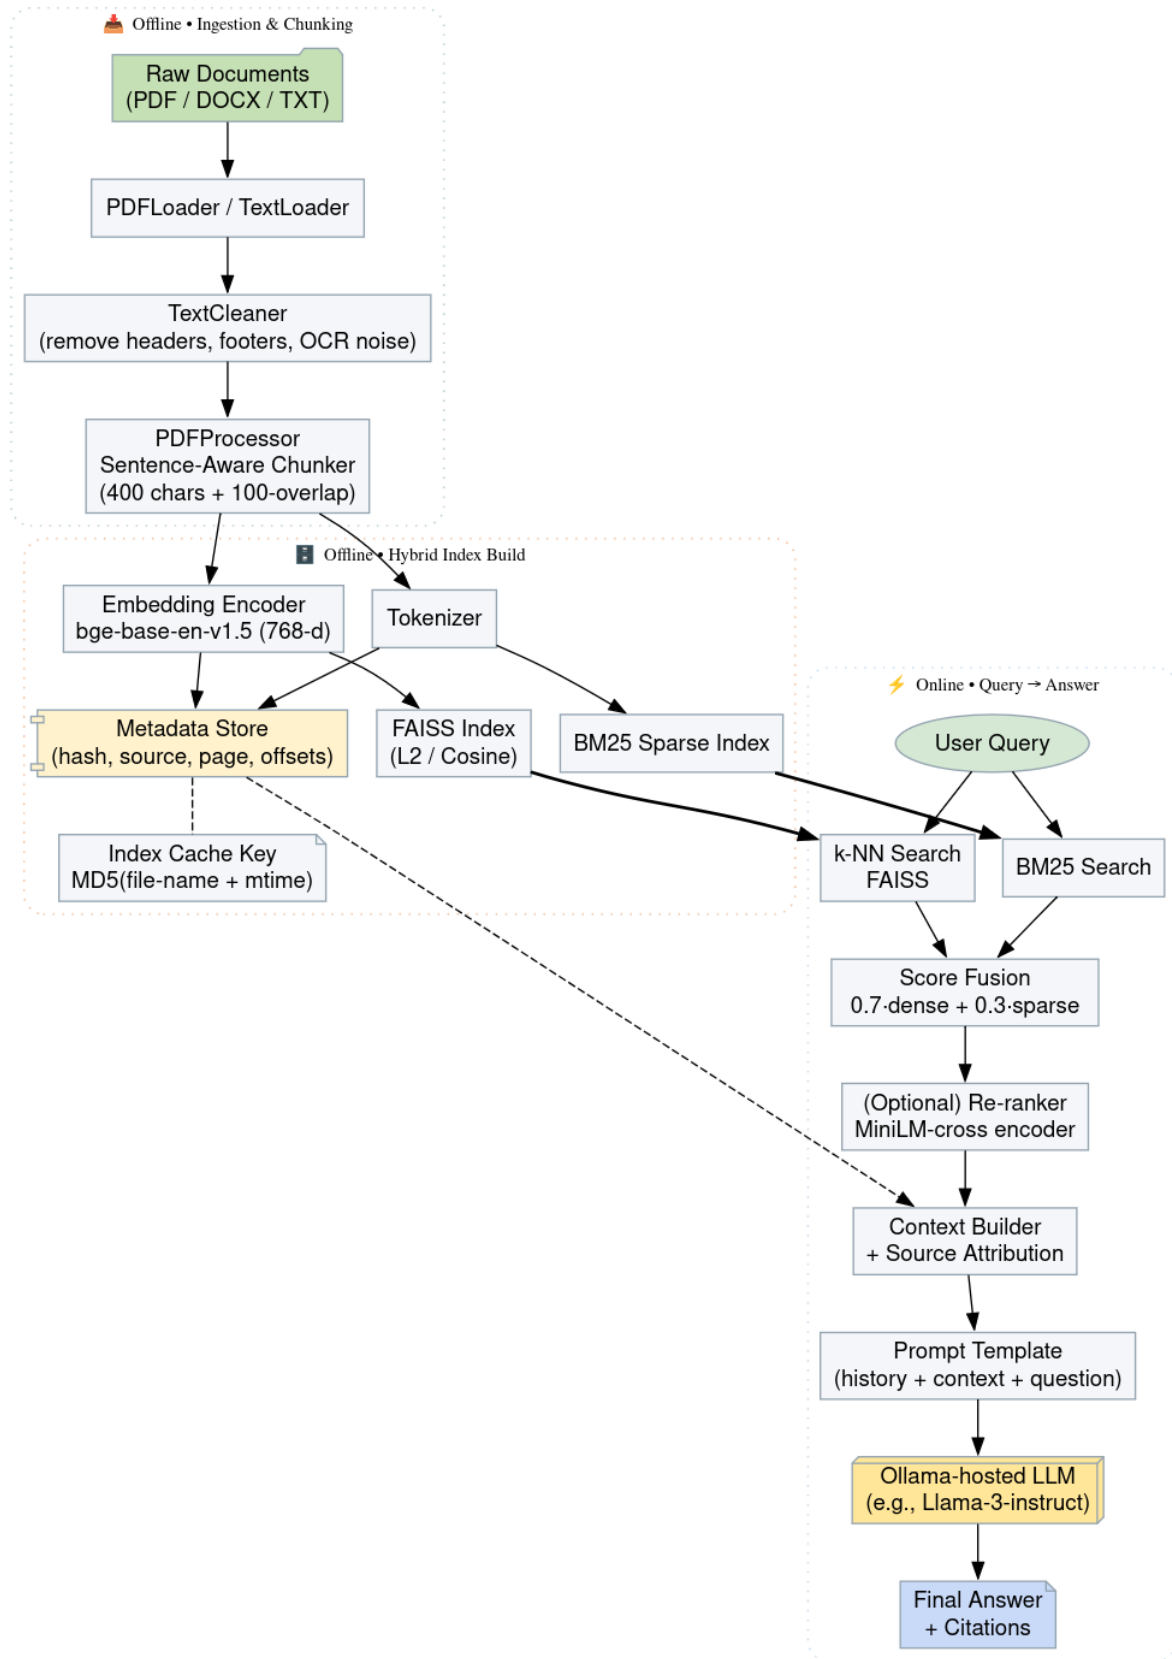 📥 Offline • Ingestion & Chunking
Raw Documents
(PDF / DOCX / TXT)
PDFLoader / TextLoader
TextCleaner
(remove headers, footers, OCR noise)
PDFProcessor
Sentence-Aware Chunker
(400 chars + 100-overlap)
🗄️ Offline • Hybrid Index Build
Embedding Encoder
bge-base-en-v1.5 (768-d)
Tokenizer
Metadata Store
(hash, source, page, offsets)
FAISS Index
(L2 / Cosine)
BM25 Sparse Index
Index Cache Key
MD5(file-name + mtime)
⚡ Online • Query → Answer
User Query
k-NN Search
FAISS
BM25 Search
Score Fusion
0.7·dense + 0.3·sparse
(Optional) Re-ranker
MiniLM-cross encoder
Context Builder
+ Source Attribution
Prompt Template
(history + context + question)
Ollama-hosted LLM
(e.g., Llama-3-instruct)
Final Answer
+ Citations